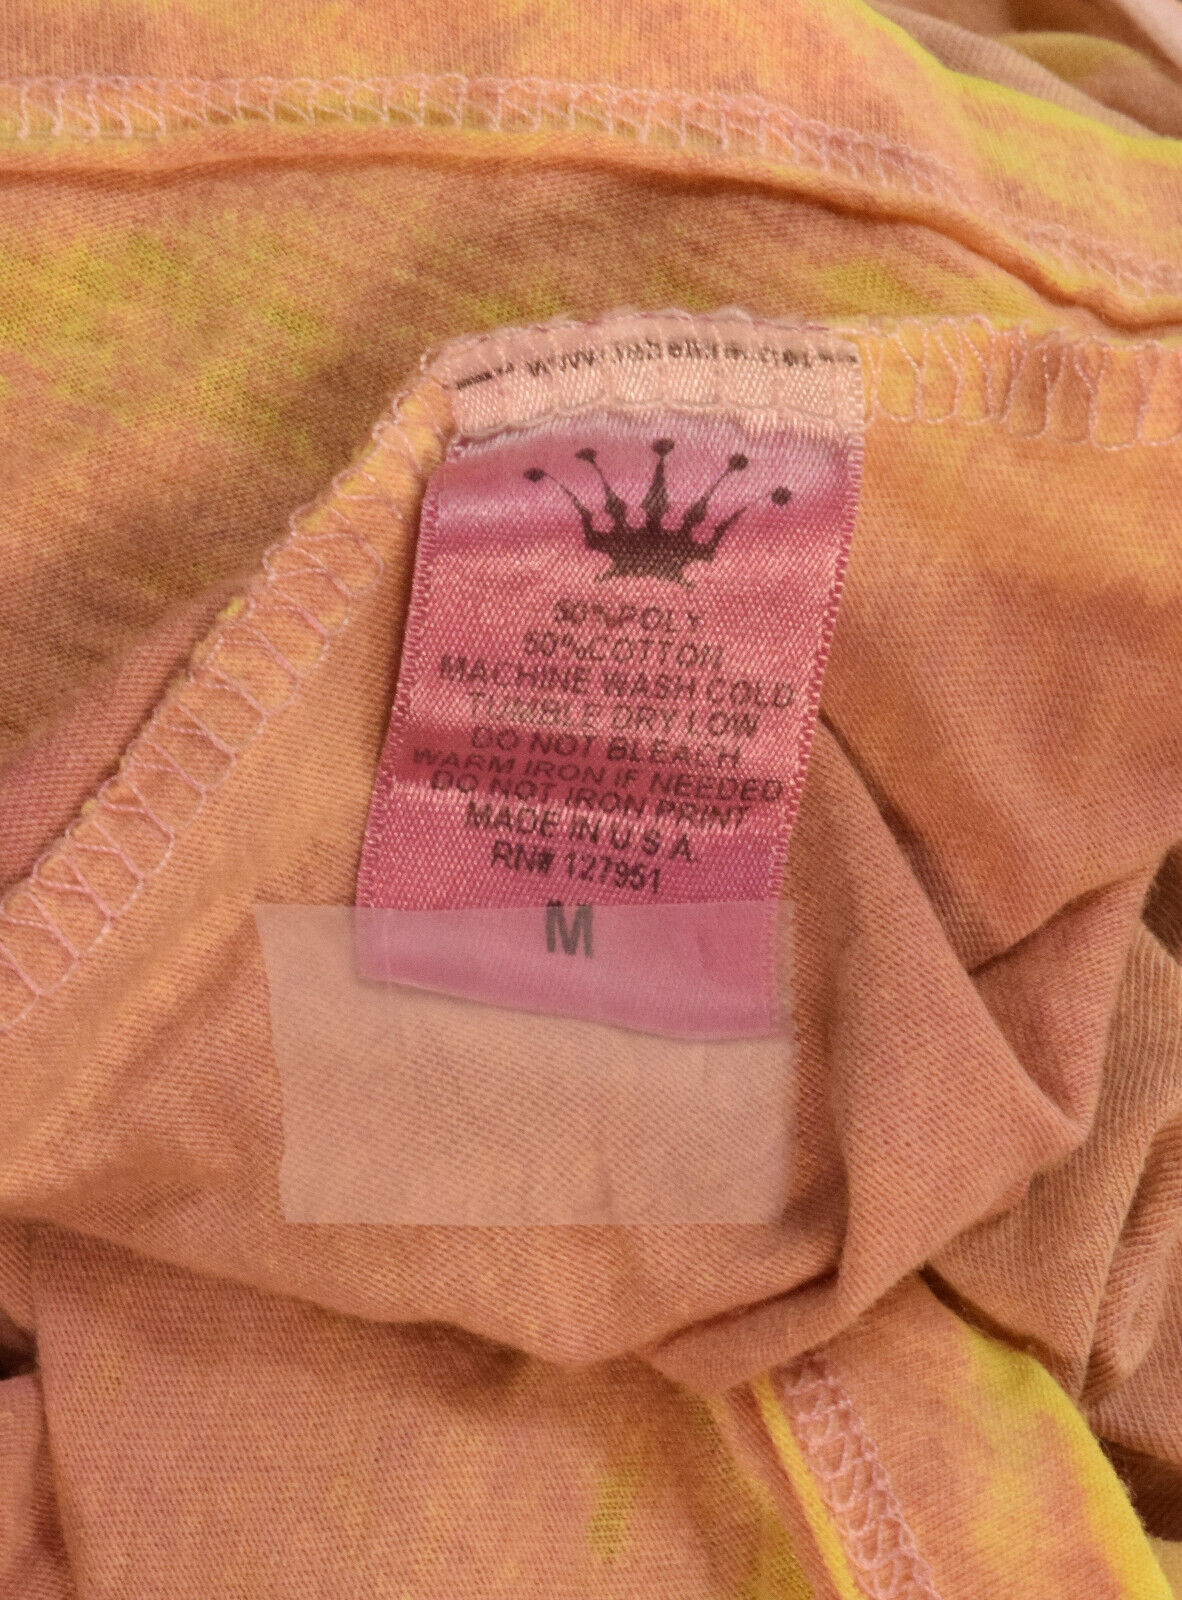 50%POLY
50%COTTON
MACHINE WASH COLD
TUMBLE DRY LOW
DO NOT BLEACH
WARM IRON IF NEEDED
DO NOT IRON PRINT
MADE IN U S A.
RN# 127951
M